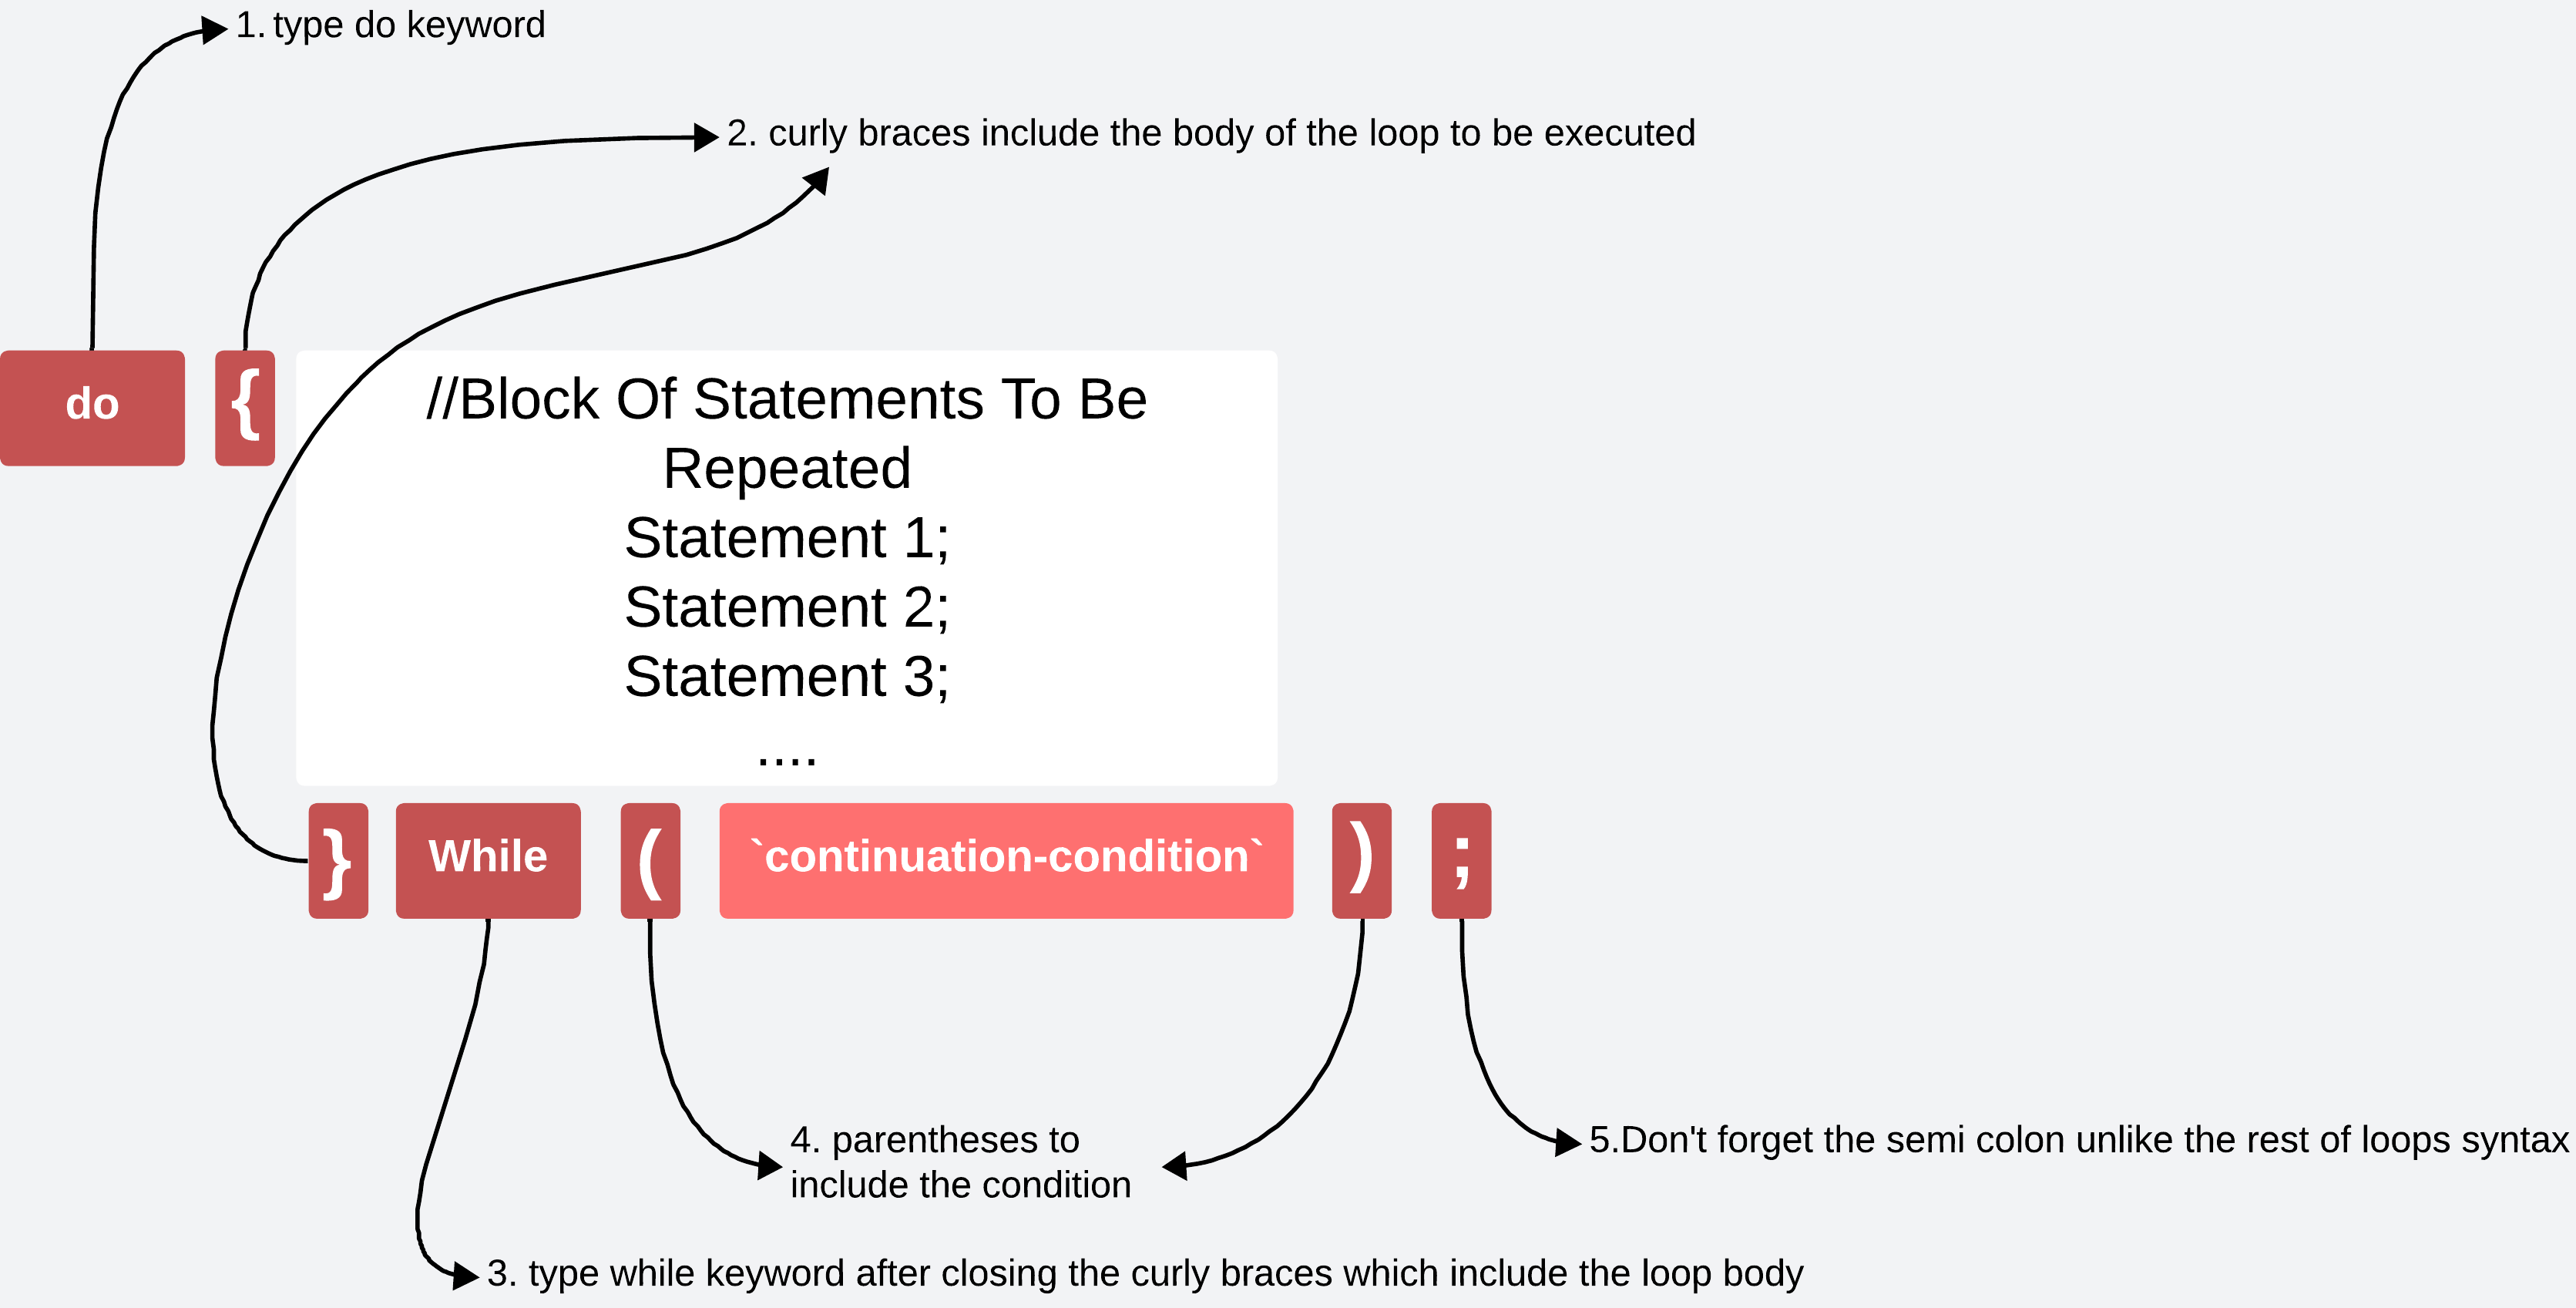 1. type do keyword
2. curly braces include the body of the loop to be executed
do
{
//Block Of Statements To Be
Repeated
Statement 1;
Statement 2;
Statement 3;
....
} While ( `continuation-condition` ) ;
4. parentheses to
include the condition
5.Don't forget the semi colon unlike the rest of loops syntax
3. type while keyword after closing the curly braces which include the loop body